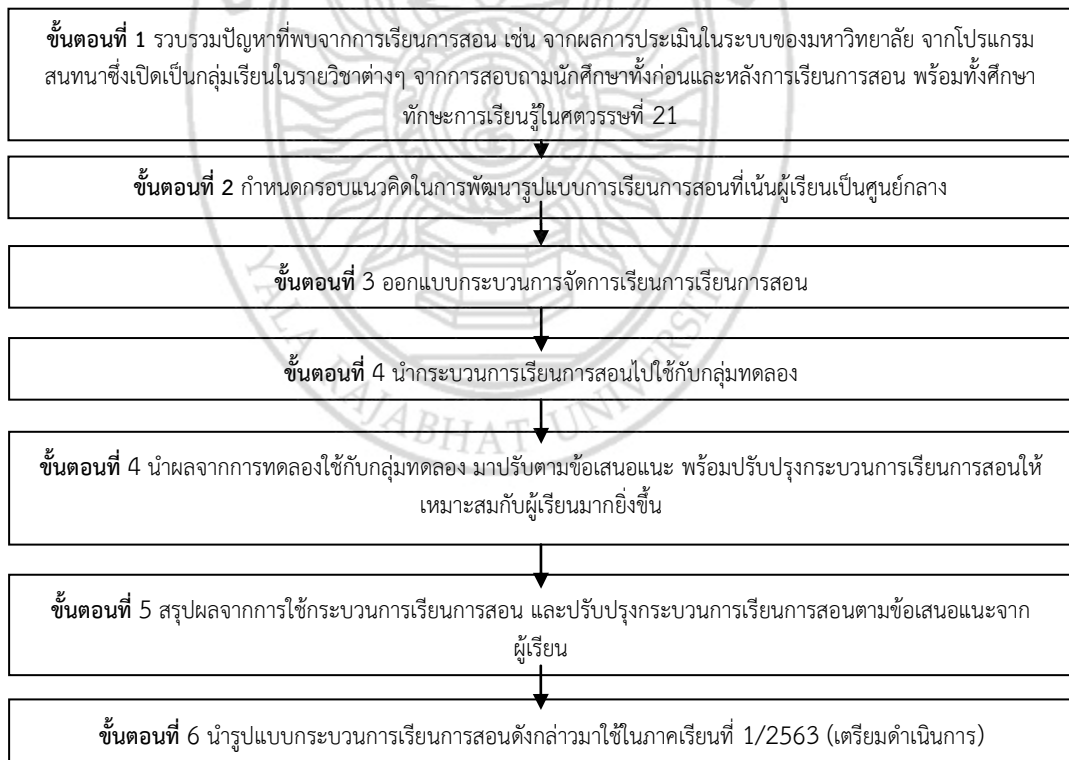 ขั้นตอนที่ 1 รวบรวมปัญหาที่พบจากการเรียนการสอน เช่น จากผลการประเมินในระบบของมหาวิทยาลัย จากโปรแกรม
สนทนาซึ่งเปิดเป็นกลุ่มเรียนในรายวิชาต่างๆ จากการสอบถามนักศึกษาทั้งก่อนและหลังการเรียนการสอน พร้อมทั้งศึกษา
ทักษะการเรียนรู้ในศตวรรษที่ 21
ขั้นตอนที่ 2 กำหนดกรอบแนวคิดในการพัฒนารูปแบบการเรียนการสอนที่เน้นผู้เรียนเป็นศูนย์กลาง
ขั้นตอนที่ 3 ออกแบบกระบวนการจัดการเรียนการเรียนการสอน
ขั้นตอนที่ 4 นำกระบวนการเรียนการสอนไปใช้กับกลุ่มทดลอง
ขั้นตอนที่ 4 นำผลจากการทดลองใช้กับกลุ่มทดลอง มาปรับตามข้อเสนอแนะ พร้อมปรับปรุงกระบวนการเรียนการสอนให้
เหมาะสมกับผู้เรียนมากยิ่งขึ้น
ขั้นตอนที่ 5 สรุปผลจากการใช้กระบวนการเรียนการสอน และปรับปรุงกระบวนการเรียนการสอนตามข้อเสนอแนะจาก
ผู้เรียน
ขั้นตอนที่ 6 นำรูปแบบกระบวนการเรียนการสอนดังกล่าวมาใช้ในภาคเรียนที่ 1/2563 (เตรียมดำเนินการ)
YALA RAJABHAT UNIVERSITY